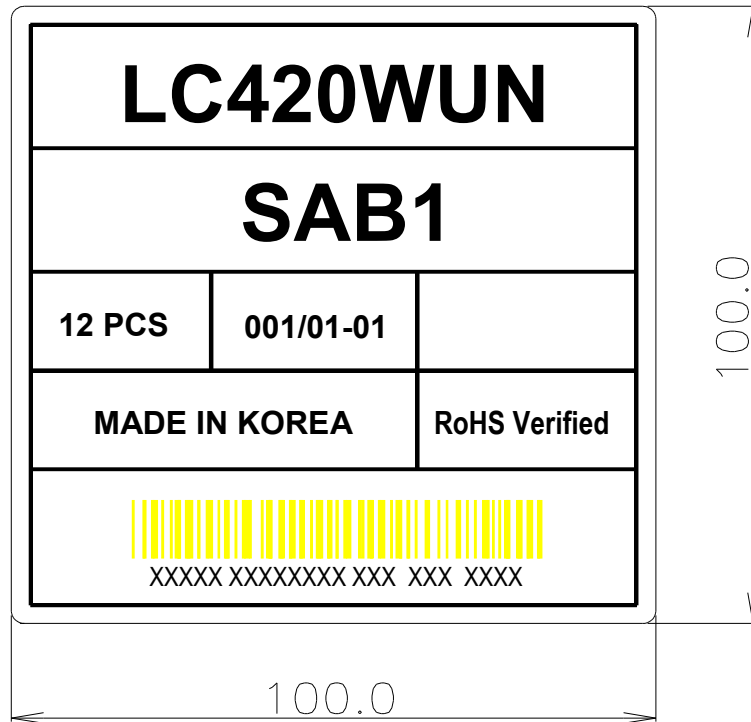 LC420WUN
SAB1
12 PCS
001/01-01
MADE IN KOREA
RoHS Verified
XXXXX XXXXXXXX XXX XXX XXXX
100.0
100.0